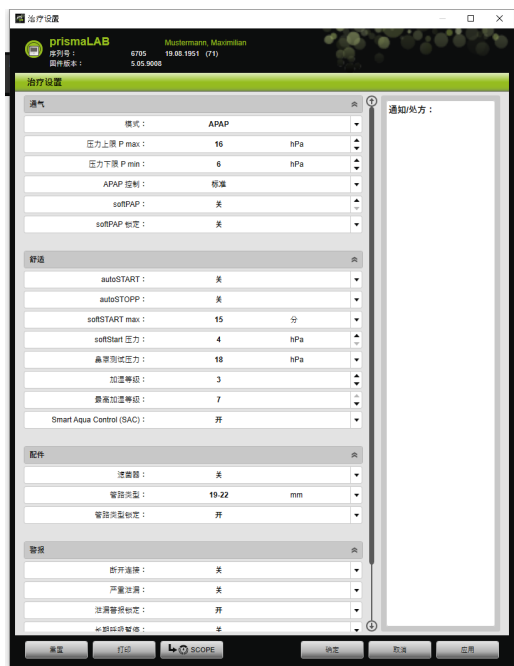 治疗设置
prismaLAB Mustermann, Maximilian
序列号： 6705 19.08.1951 (71)
固件版本： 5.05.9008
治疗设置
通气
通知/处方：
模式： APAP
压力上限 P max： 16 hPa
压力下限 P min： 6 hPa
APAP 控制： 标准
softPAP： 关
softPAP 锁定： 关
舒适
autoSTART： 关
autoSTOPP： 关
softSTART max： 15 分
softStart 压力： 4 hPa
鼻罩测试压力： 18 hPa
加湿等级： 3
最高加湿等级： 7
Smart Aqua Control (SAC)： 开
配件
滤菌器： 关
管路类型： 19-22 mm
管路类型锁定： 开
警报
断开连接： 关
严重泄漏： 关
泄漏警报锁定： 开
长期呼吸暂停： 关
重置 打印 SCOPE 确定 取消 应用